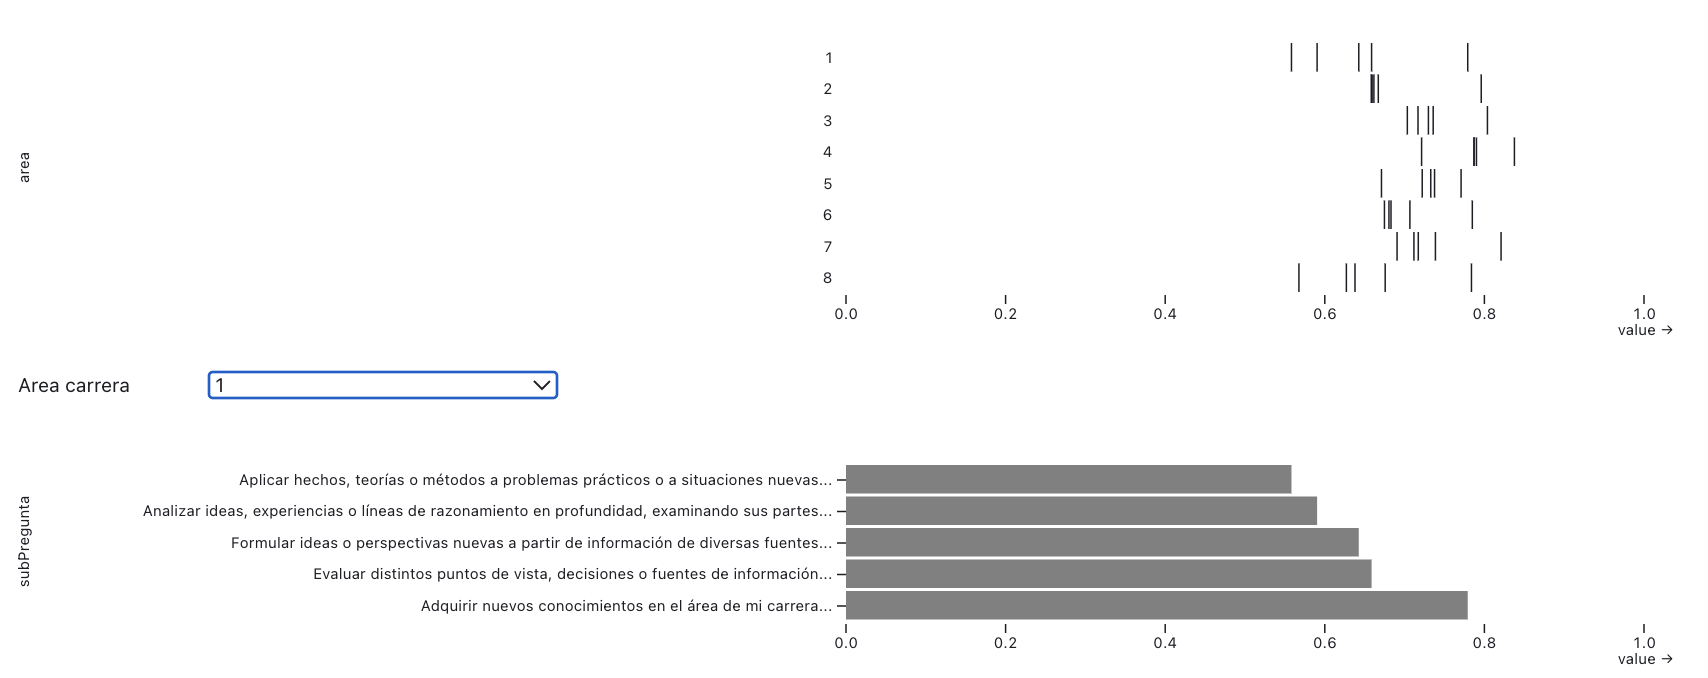 area
1
2
3
4
5
6
7
8
0.0 0.2 0.4 0.6 0.8 1.0
value →
Area carrera 1
subPregunta
Aplicar hechos, teorías o métodos a problemas prácticos o a situaciones nuevas...
Analizar ideas, experiencias o líneas de razonamiento en profundidad, examinando sus partes...
Formular ideas o perspectivas nuevas a partir de información de diversas fuentes...
Evaluar distintos puntos de vista, decisiones o fuentes de información...
Adquirir nuevos conocimientos en el área de mi carrera...
0.0 0.2 0.4 0.6 0.8 1.0
value →